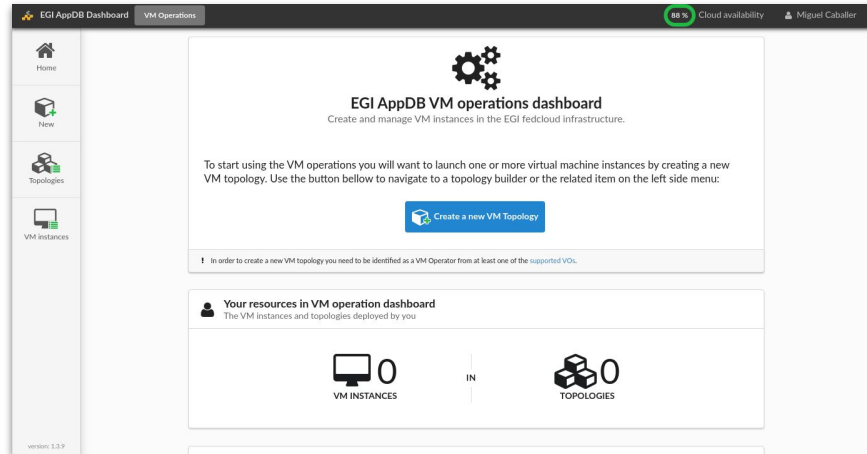 EGI AppDB Dashboard
VM Operations
88 %
Cloud availability
Miguel Caballer
Home
New
Topologies
VM instances
version: 1.3.9
EGI AppDB VM operations dashboard
Create and manage VM instances in the EGI fedcloud infrastructure.
To start using the VM operations you will want to launch one or more virtual machine instances by creating a new
VM topology. Use the button bellow to navigate to a topology builder or the related item on the left side menu:
Create a new VM Topology
! In order to create a new VM topology you need to be identified as a VM Operator from at least one of the supported VOs.
Your resources in VM operation dashboard
The VM instances and topologies deployed by you
0
VM INSTANCES
IN
0
TOPOLOGIES